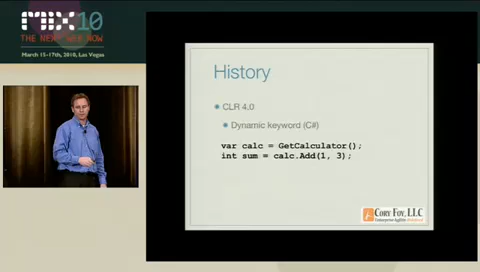 MIX10
THE NEXT WEB NOW
March 15-17th, 2010, Las Vegas
History
CLR 4.0
Dynamic keyword (C#)
var calc = GetCalculator();
int sum = calc.Add(1, 3);
CORY FOY, LLC